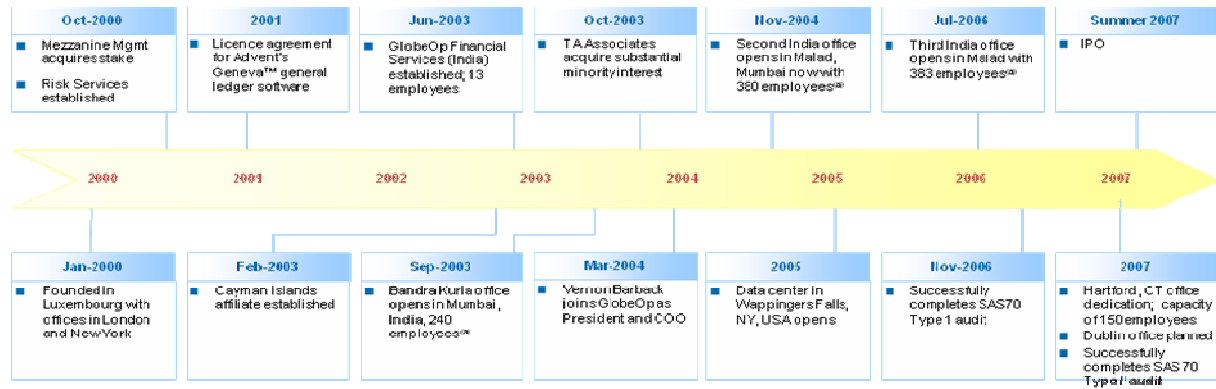 Oct-2000
Mezzanine Mgmt
acquires stake
Risk Services
established
2001
Licence agreement
for Advent's
Geneva™ general
ledger software
Jun-2003
GlobeOp Financial
Services (India)
established; 13
employees
Oct-2003
TA Associates
acquire substantial
minority interest
Nov-2004
Second India office
opens in Malad,
Mumbai now with
380 employees
Jul-2006
Third India office
opens in Malad with
383 employees
Summer 2007
IPO
2000 2001 2002 2003 2004 2005 2006 2007
Jan-2000
Founded in
Luxembourg with
offices in London
and New York
Feb-2003
Cayman Islands
affiliate established
Sep-2003
Bandra Kurla office
opens in Mumbai,
India, 240
employees
Mar-2004
Vernon Barback
joins GlobeOp as
President and COO
2005
Data center in
Wappingers Falls,
NY, USA opens
Nov-2006
Successfully
completes SAS70
Type 1 audit
2007
Hartford, CT office
dedication; capacity
of 150 employees
Dublin office planned
Successfully
completes SAS 70
audit